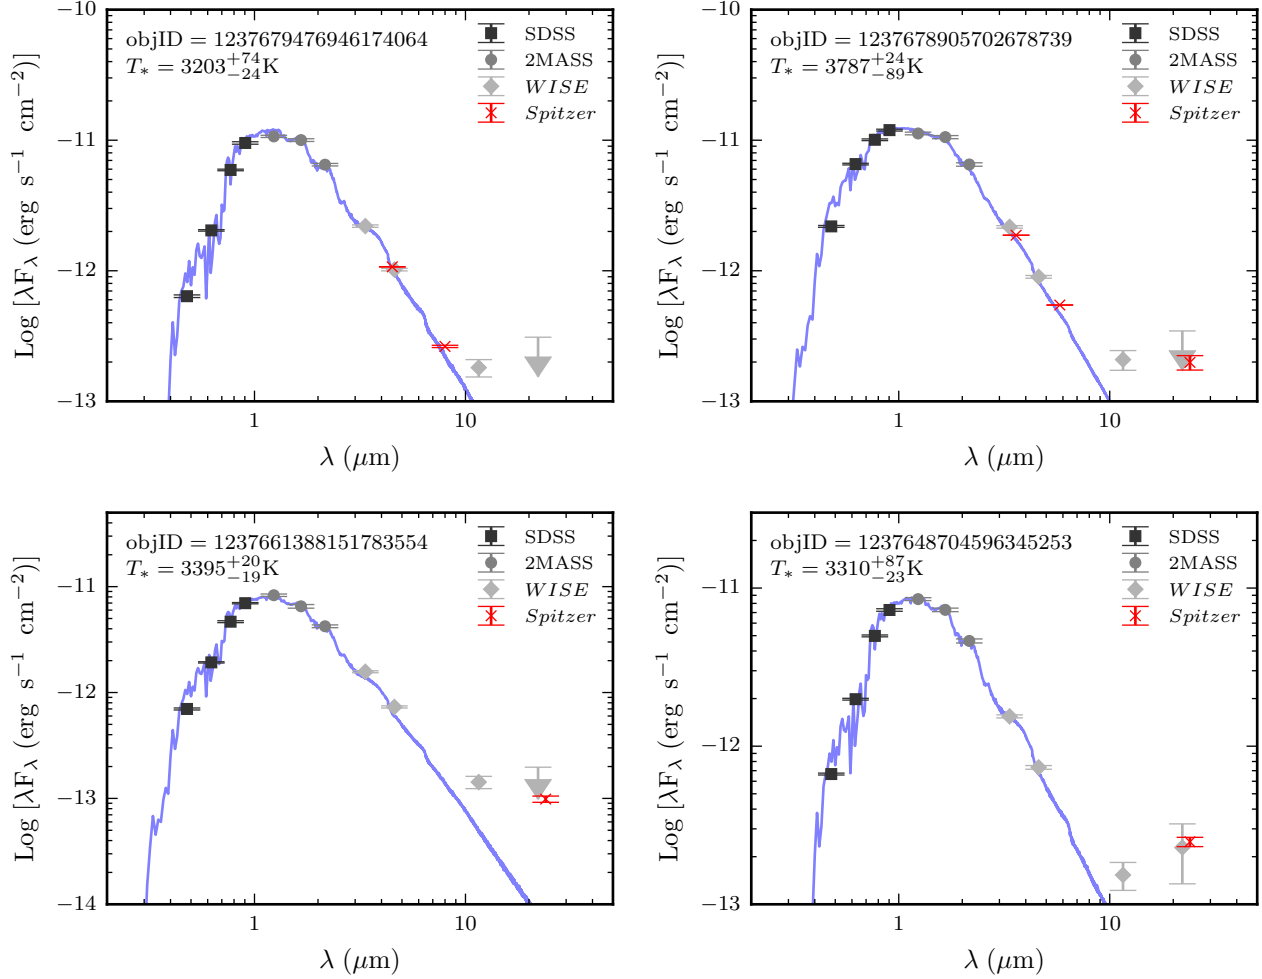 objID = 1237679476946174064
T* = 3203 +74 −24 K
SDSS
2MASS
WISE
Spitzer
−10
−11
−12
−13
Log [λFλ (erg s−1 cm−2)]
1
10
λ (μm)
objID = 1237678905702678739
T* = 3787 +24 −89 K
SDSS
2MASS
WISE
Spitzer
−10
−11
−12
−13
Log [λFλ (erg s−1 cm−2)]
1
10
λ (μm)
objID = 1237661388151783554
T* = 3395 +20 −19 K
SDSS
2MASS
WISE
Spitzer
−11
−12
−13
−14
Log [λFλ (erg s−1 cm−2)]
1
10
λ (μm)
objID = 1237648704596345253
T* = 3310 +87 −23 K
SDSS
2MASS
WISE
Spitzer
−11
−12
−13
Log [λFλ (erg s−1 cm−2)]
1
10
λ (μm)